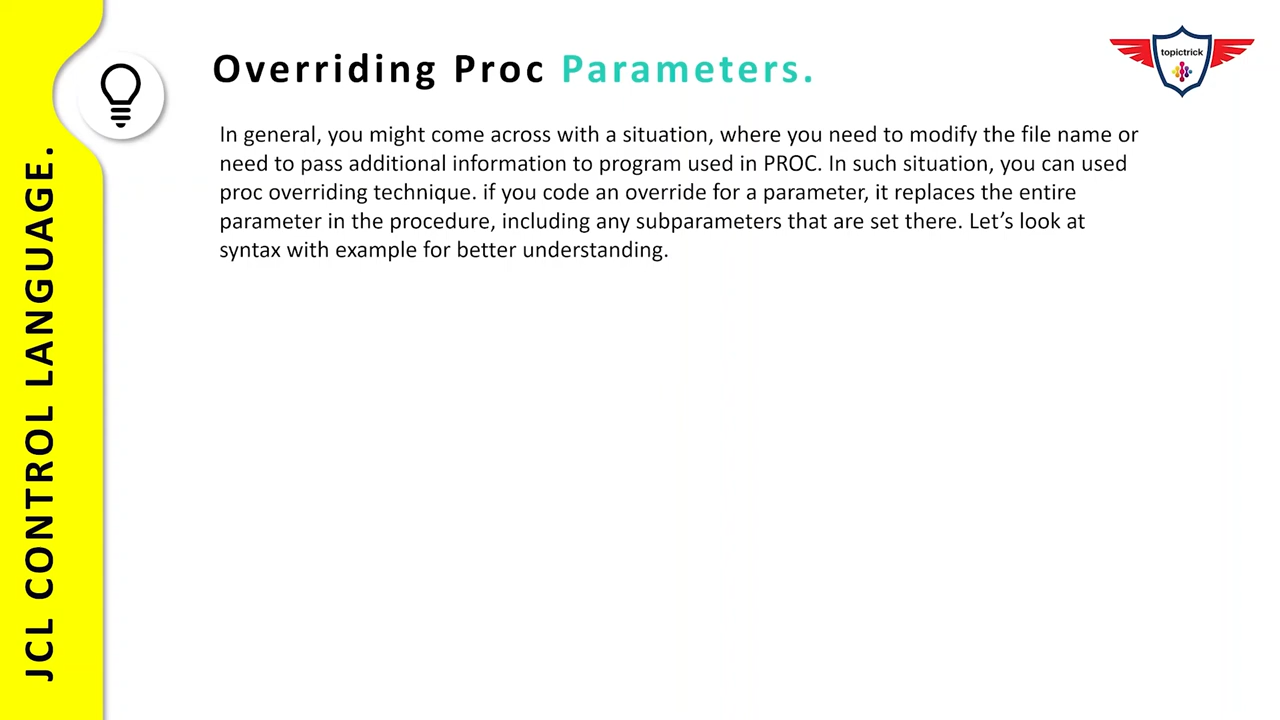 Overriding Proc Parameters.
topictrick
In general, you might come across with a situation, where you need to modify the file name or
need to pass additional information to program used in PROC. In such situation, you can used
proc overriding technique. if you code an override for a parameter, it replaces the entire
parameter in the procedure, including any subparameters that are set there. Let’s look at
syntax with example for better understanding.
JCL CONTROL LANGUAGE.